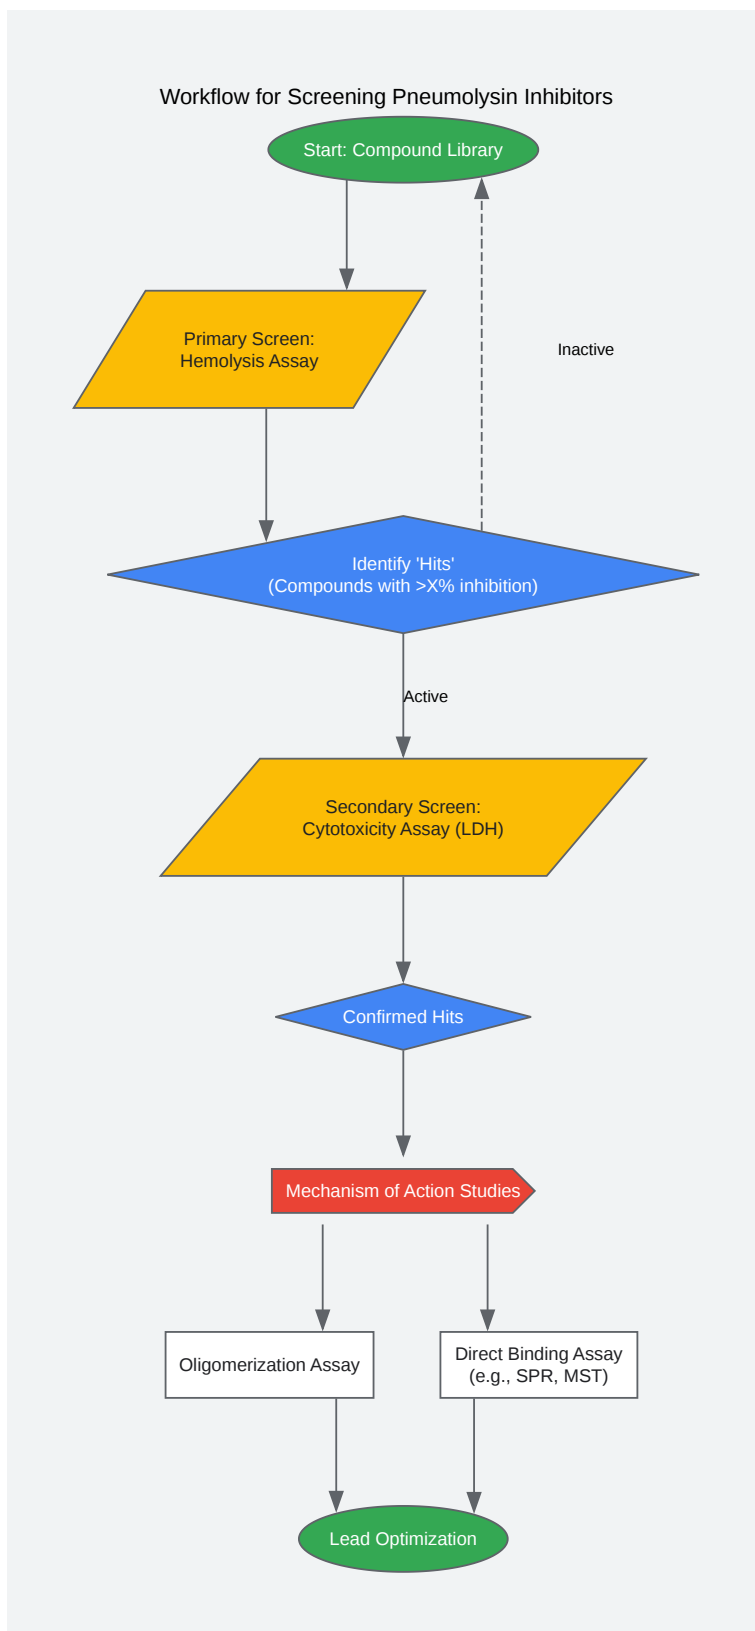 Workflow for Screening Pneumolysin Inhibitors
Start: Compound Library
Primary Screen:
Hemolysis Assay
Inactive
Identify 'Hits'
(Compounds with >X% inhibition)
Active
Secondary Screen:
Cytotoxicity Assay (LDH)
Confirmed Hits
Mechanism of Action Studies
Oligomerization Assay
Direct Binding Assay
(e.g., SPR, MST)
Lead Optimization